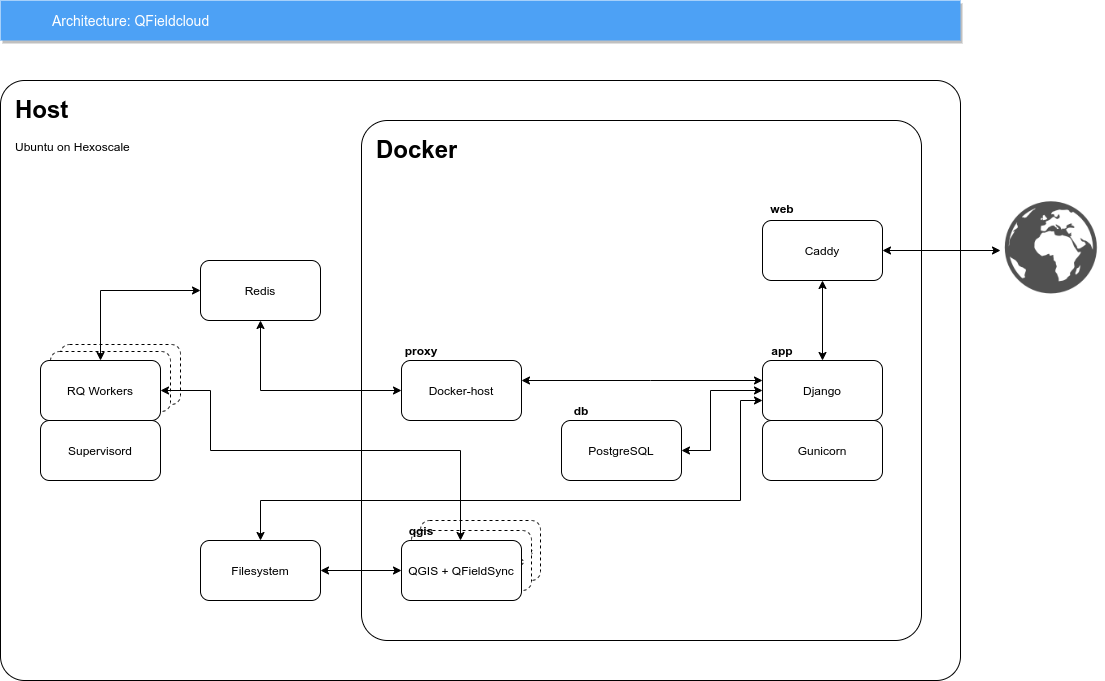 Architecture: QFieldcloud
Host
Ubuntu on Hexoscale
Docker
web
Caddy
Redis
proxy
Docker-host
app
Django
RQ Workers
db
PostgreSQL
Supervisord
Gunicorn
qgis
QGIS + QFieldSync
Filesystem